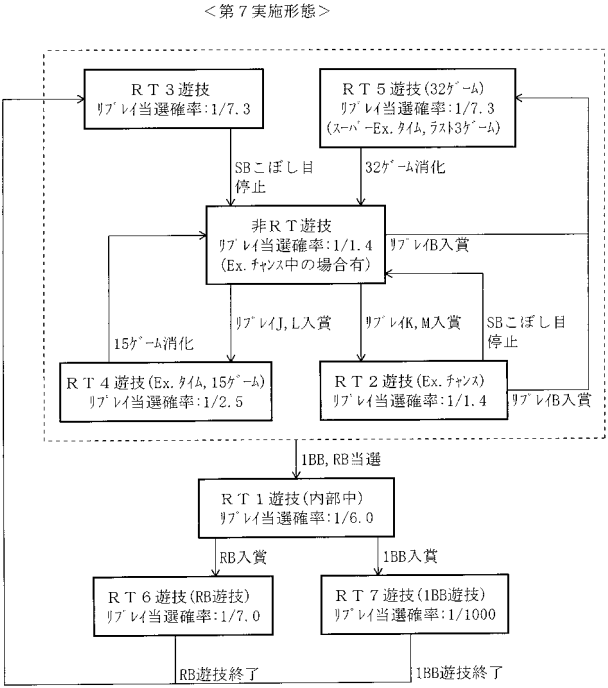 ＜第７実施形態＞
ＲＴ３遊技
ﾘﾌﾟﾚｲ当選確率:1/7.3
ＲＴ５遊技(32ｹﾞｰﾑ)
ﾘﾌﾟﾚｲ当選確率:1/7.3
(ｽｰﾊﾟｰEx.ﾀｲﾑ,ﾗｽﾄ3ｹﾞｰﾑ)
SBこぼし目
停止
32ｹﾞｰﾑ消化
非ＲＴ遊技
ﾘﾌﾟﾚｲ当選確率:1/1.4
(Ex.ﾁｬﾝｽ中の場合有)
ﾘﾌﾟﾚｲB入賞
15ｹﾞｰﾑ消化
ﾘﾌﾟﾚｲJ,L入賞
ﾘﾌﾟﾚｲK,M入賞
SBこぼし目
停止
ＲＴ４遊技(Ex.ﾀｲﾑ,15ｹﾞｰﾑ)
ﾘﾌﾟﾚｲ当選確率:1/2.5
ＲＴ２遊技(Ex.ﾁｬﾝｽ)
ﾘﾌﾟﾚｲ当選確率:1/1.4
ﾘﾌﾟﾚｲB入賞
1BB,RB当選
ＲＴ１遊技(内部中)
ﾘﾌﾟﾚｲ当選確率:1/6.0
RB入賞
1BB入賞
ＲＴ６遊技(RB遊技)
ﾘﾌﾟﾚｲ当選確率:1/7.0
ＲＴ７遊技(1BB遊技)
ﾘﾌﾟﾚｲ当選確率:1/1000
RB遊技終了
1BB遊技終了